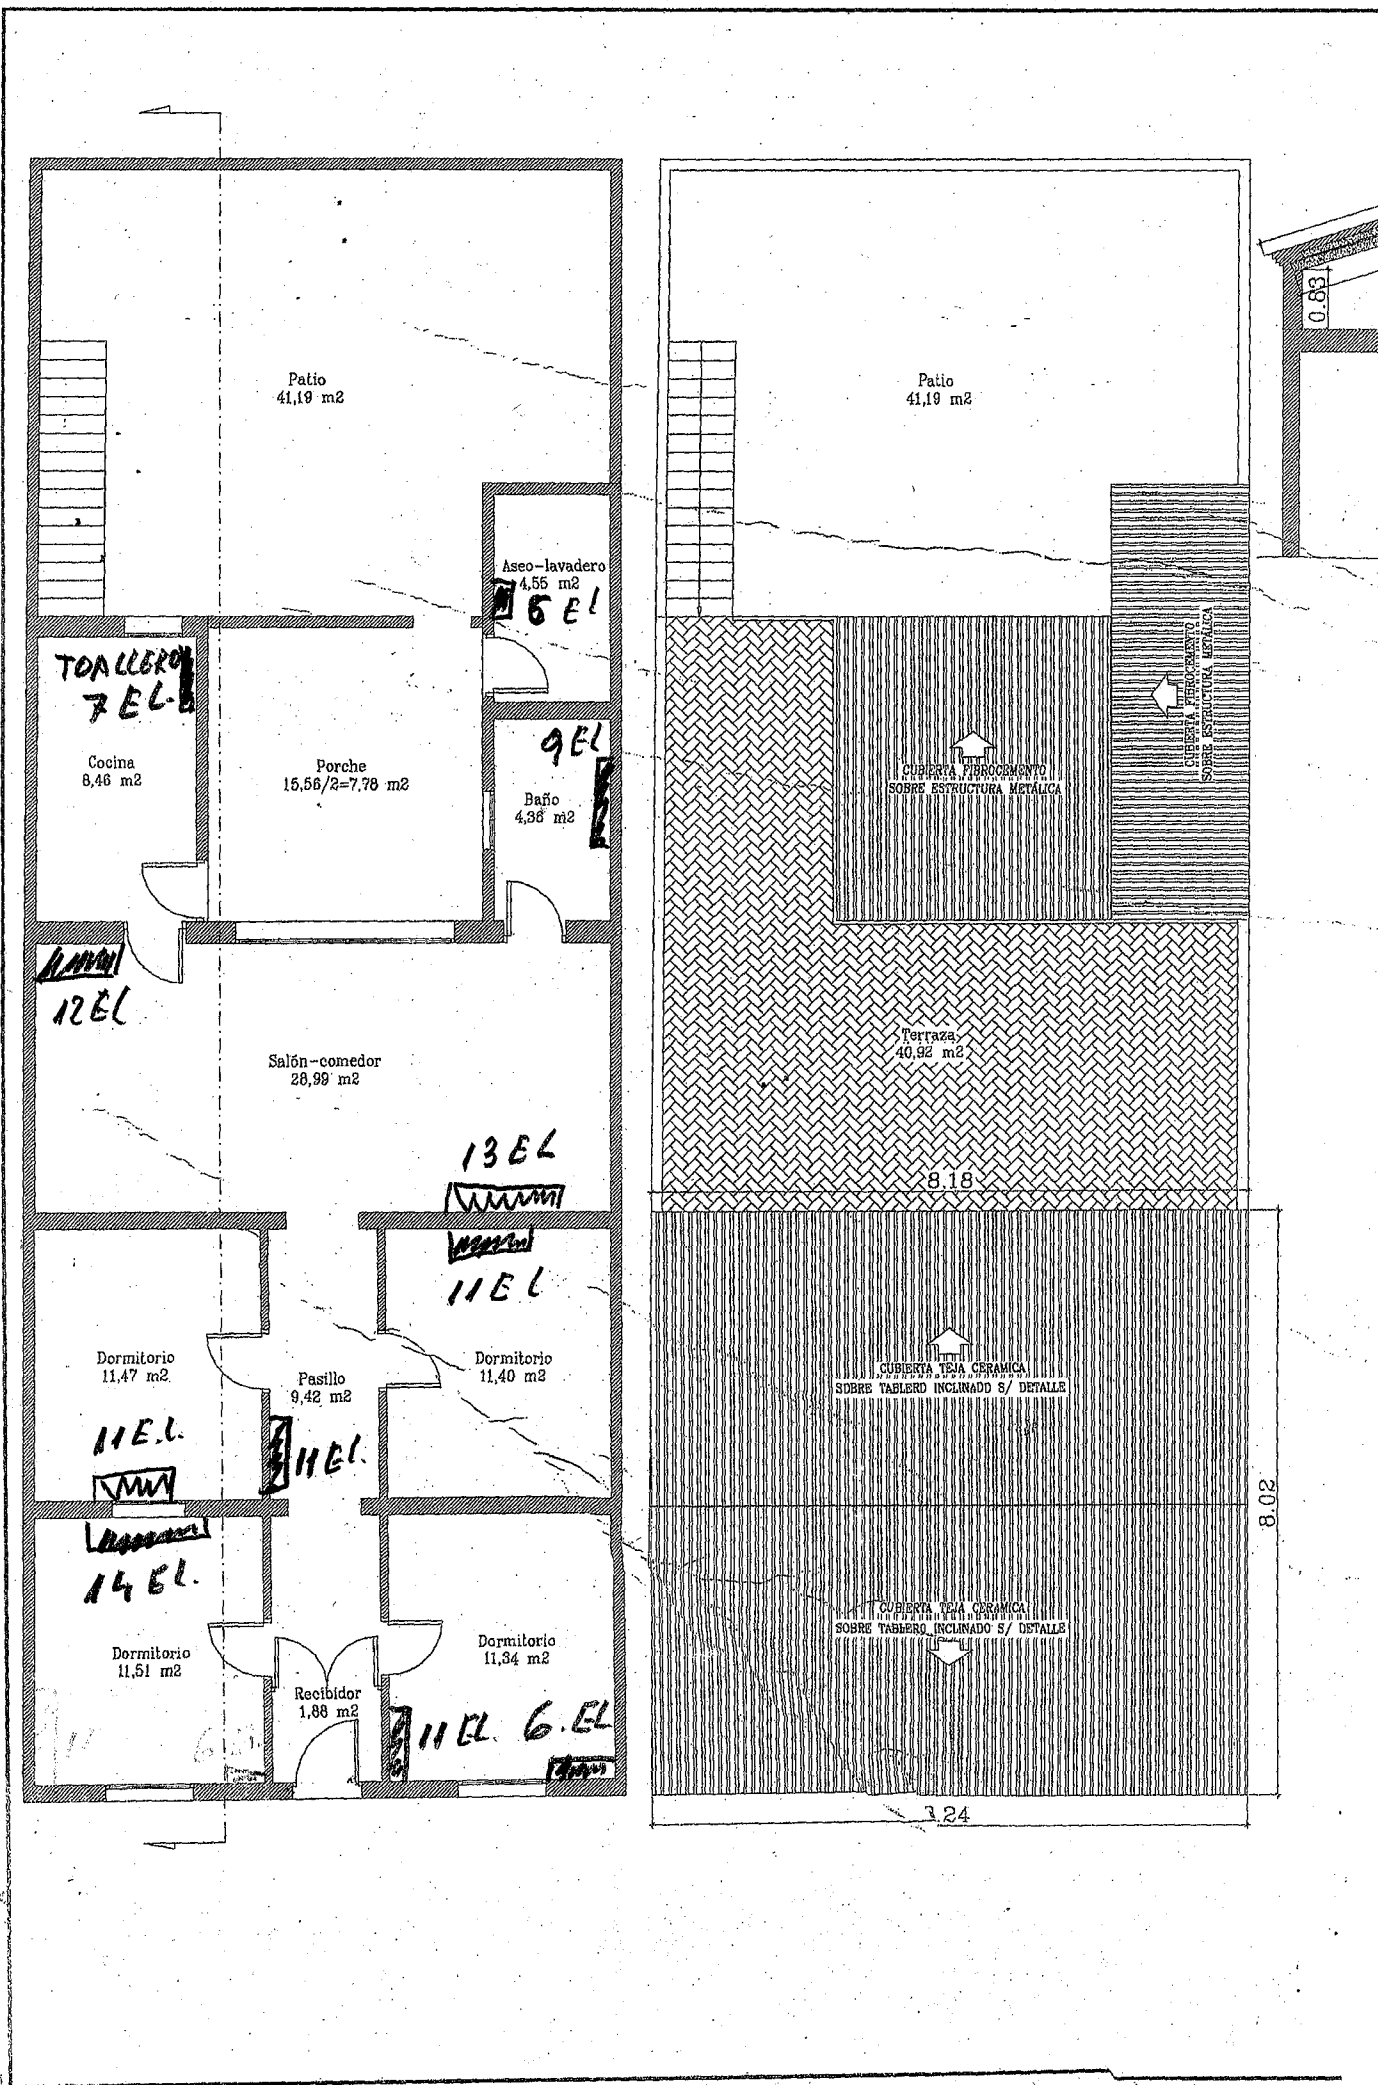 Patio
41,19 m2
Aseo-lavadero
4,55 m2
6 El
TOALLERO
7 EL.
Cocina
8,46 m2
Porche
15,56/2=7,78 m2
9 El
Baño
4,36 m2
12 El
Salón-comedor
28,99 m2
13 EL
11 E l
Dormitorio
11,47 m2
Pasillo
9,42 m2
Dormitorio
11,40 m2
11 E.l.
11 El.
14 El.
Dormitorio
11,51 m2
Recibidor
1,88 m2
Dormitorio
11,34 m2
11 EL. 6. EL
Patio
41,19 m2
CUBIERTA FIBROCEMENTO
SOBRE ESTRUCTURA METÁLICA
CUBIERTA FIBROCEMENTO
SOBRE ESTRUCTURA METÁLICA
Terraza
40,92 m2
8.18
CUBIERTA TEJA CERAMICA
SOBRE TABLERO INCLINADO S/ DETALLE
8.02
CUBIERTA TEJA CERAMICA
SOBRE TABLERO INCLINADO S/ DETALLE
.24
0.83